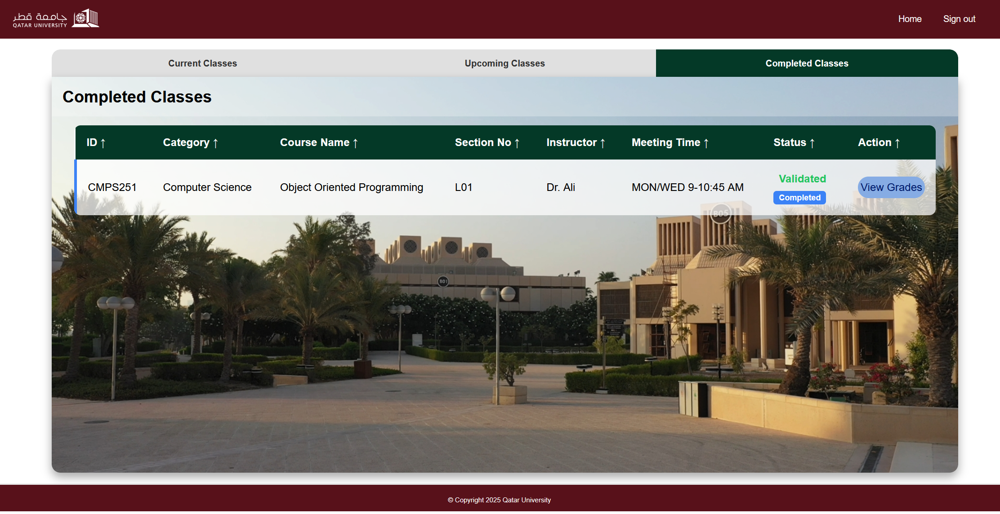 جامعة قطر
QATAR UNIVERSITY
Home
Sign out
Current Classes
Upcoming Classes
Completed Classes
Completed Classes
ID ↑
Category ↑
Course Name ↑
Section No ↑
Instructor ↑
Meeting Time ↑
Status ↑
Action ↑
CMPS251
Computer Science
Object Oriented Programming
L01
Dr. Ali
MON/WED 9-10:45 AM
Validated
Completed
View Grades
B05
B01
© Copyright 2025 Qatar University